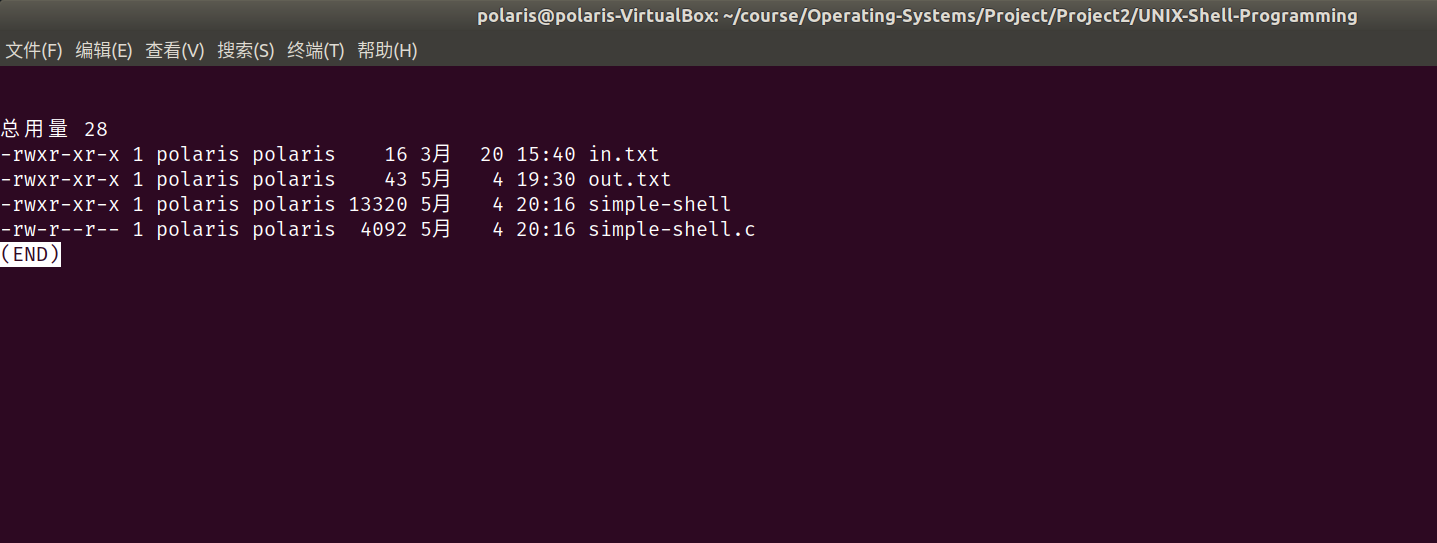 polaris@polaris-VirtualBox: ~/course/Operating-Systems/Project/Project2/UNIX-Shell-Programming
文件(F) 编辑(E) 查看(V) 搜索(S) 终端(T) 帮助(H)
总用量 28
-rwxr-xr-x 1 polaris polaris    16 3月  20 15:40 in.txt
-rwxr-xr-x 1 polaris polaris    43 5月   4 19:30 out.txt
-rwxr-xr-x 1 polaris polaris 13320 5月   4 20:16 simple-shell
-rw-r--r-- 1 polaris polaris  4092 5月   4 20:16 simple-shell.c
(END)